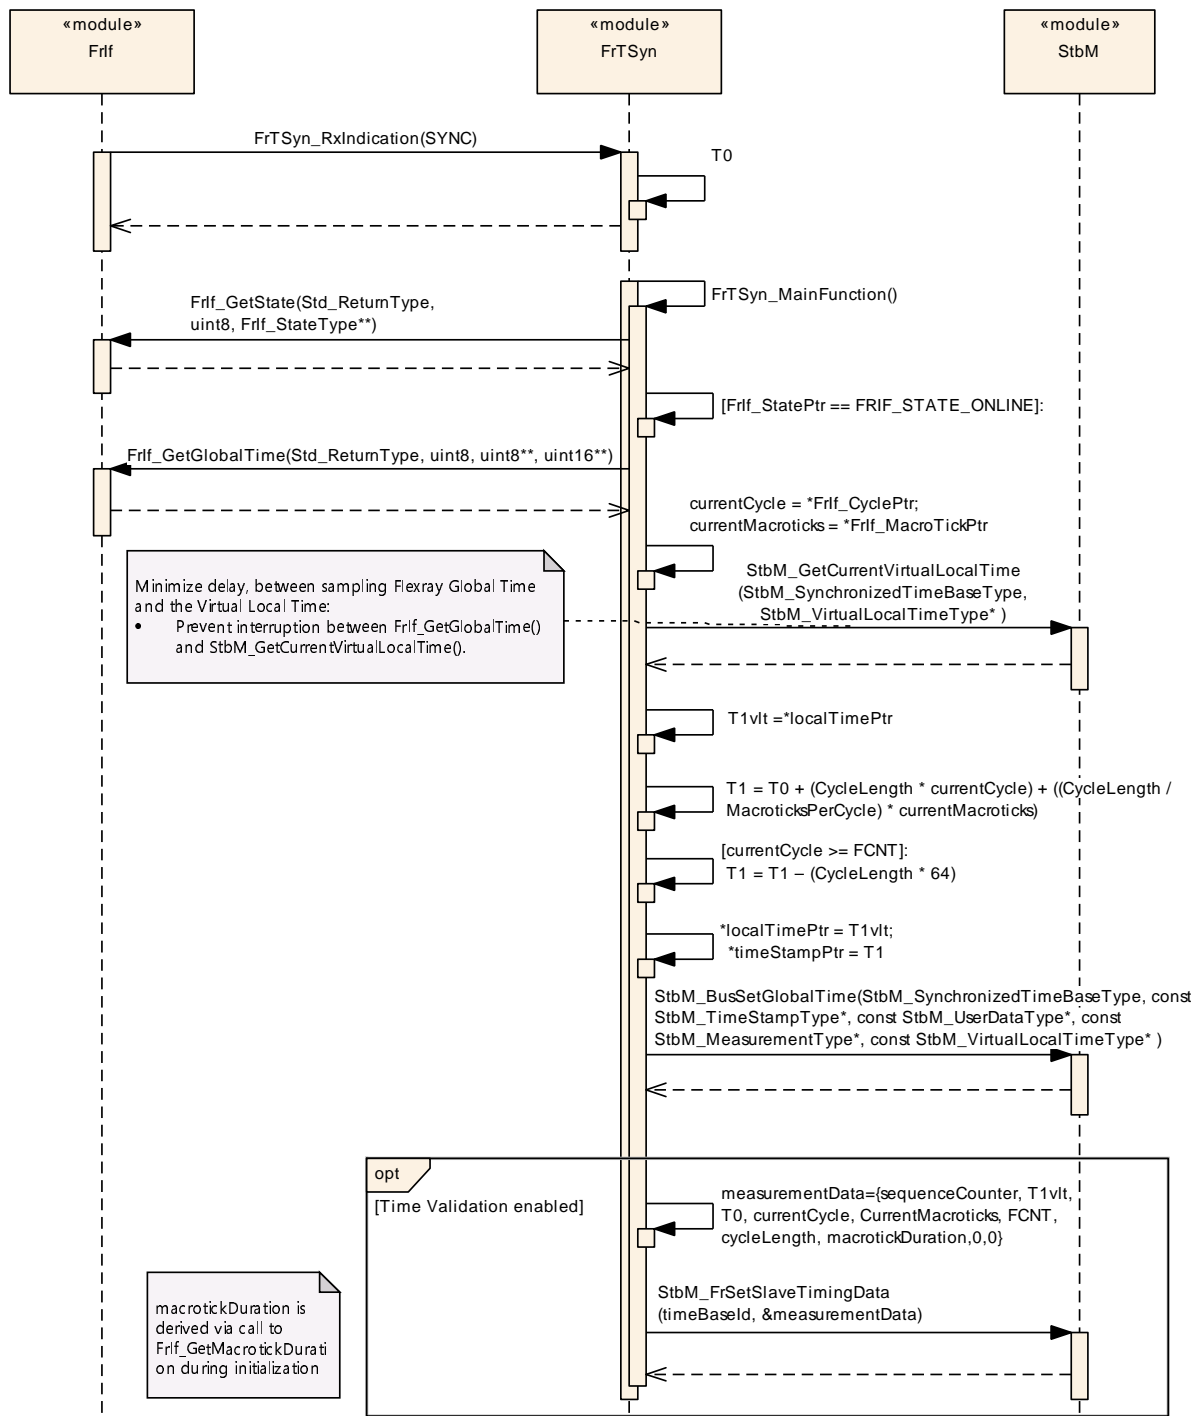 «module»
FrIf
«module»
FrTSyn
«module»
StbM
FrTSyn_RxIndication(SYNC)
T0
FrTSyn_MainFunction()
FrIf_GetState(Std_ReturnType,
uint8, FrIf_StateType**)
[FrIf_StatePtr == FRIF_STATE_ONLINE]:
FrIf_GetGlobalTime(Std_ReturnType, uint8, uint8**, uint16**)
currentCycle = *FrIf_CyclePtr;
currentMacroticks = *FrIf_MacroTickPtr
Minimize delay, between sampling Flexray Global Time
and the Virtual Local Time:
• Prevent interruption between FrIf_GetGlobalTime()
and StbM_GetCurrentVirtualLocalTime().
StbM_GetCurrentVirtualLocalTime
(StbM_SynchronizedTimeBaseType,
StbM_VirtualLocalTimeType* )
T1vlt =*localTimePtr
T1 = T0 + (CycleLength * currentCycle) + ((CycleLength /
MacroticksPerCycle) * currentMacroticks)
[currentCycle >= FCNT]:
T1 = T1 – (CycleLength * 64)
*localTimePtr = T1vlt;
*timeStampPtr = T1
StbM_BusSetGlobalTime(StbM_SynchronizedTimeBaseType, const
StbM_TimeStampType*, const StbM_UserDataType*, const
StbM_MeasurementType*, const StbM_VirtualLocalTimeType* )
opt
[Time Validation enabled]
measurementData={sequenceCounter, T1vlt,
T0, currentCycle, CurrentMacroticks, FCNT,
cycleLength, macrotickDuration,0,0}
macrotickDuration is
derived via call to
FrIf_GetMacrotickDurati
on during initialization
StbM_FrSetSlaveTimingData
(timeBaseId, &measurementData)